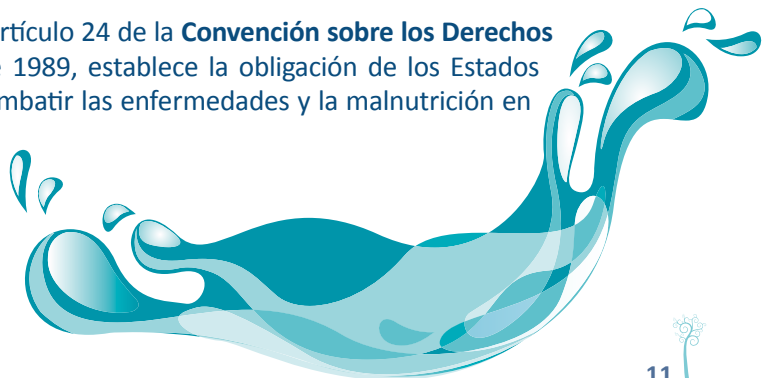 rtículo 24 de la Convención sobre los Derechos
1989, establece la obligación de los Estados
mbatir las enfermedades y la malnutrición en
11